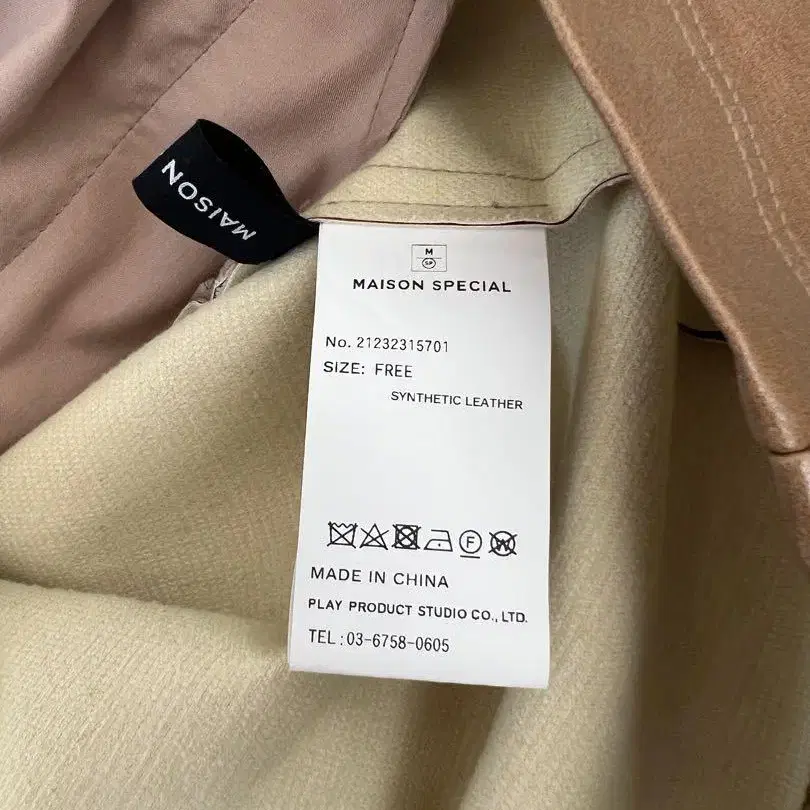 MAISON
M
SP
MAISON SPECIAL
No. 21232315701
SIZE: FREE
SYNTHETIC LEATHER
F
W
MADE IN CHINA
PLAY PRODUCT STUDIO CO., LTD.
TEL : 03-6758-0605